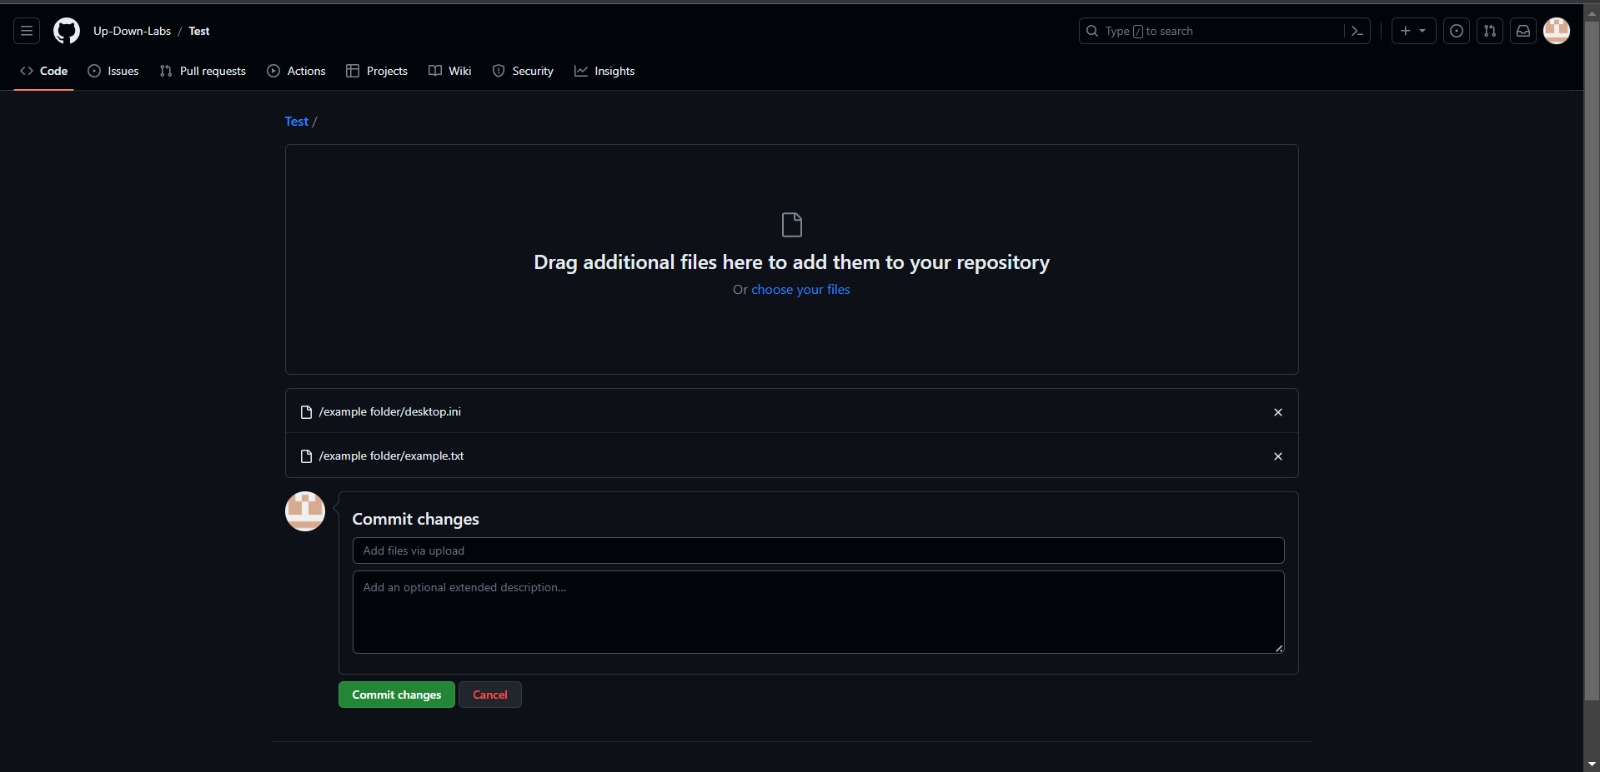 Up-Down-Labs / Test
Type / to search
Code Issues Pull requests Actions Projects Wiki Security Insights
Test /
Drag additional files here to add them to your repository
Or choose your files
/example folder/desktop.ini
/example folder/example.txt
Commit changes
Add files via upload
Add an optional extended description...
Commit changes Cancel